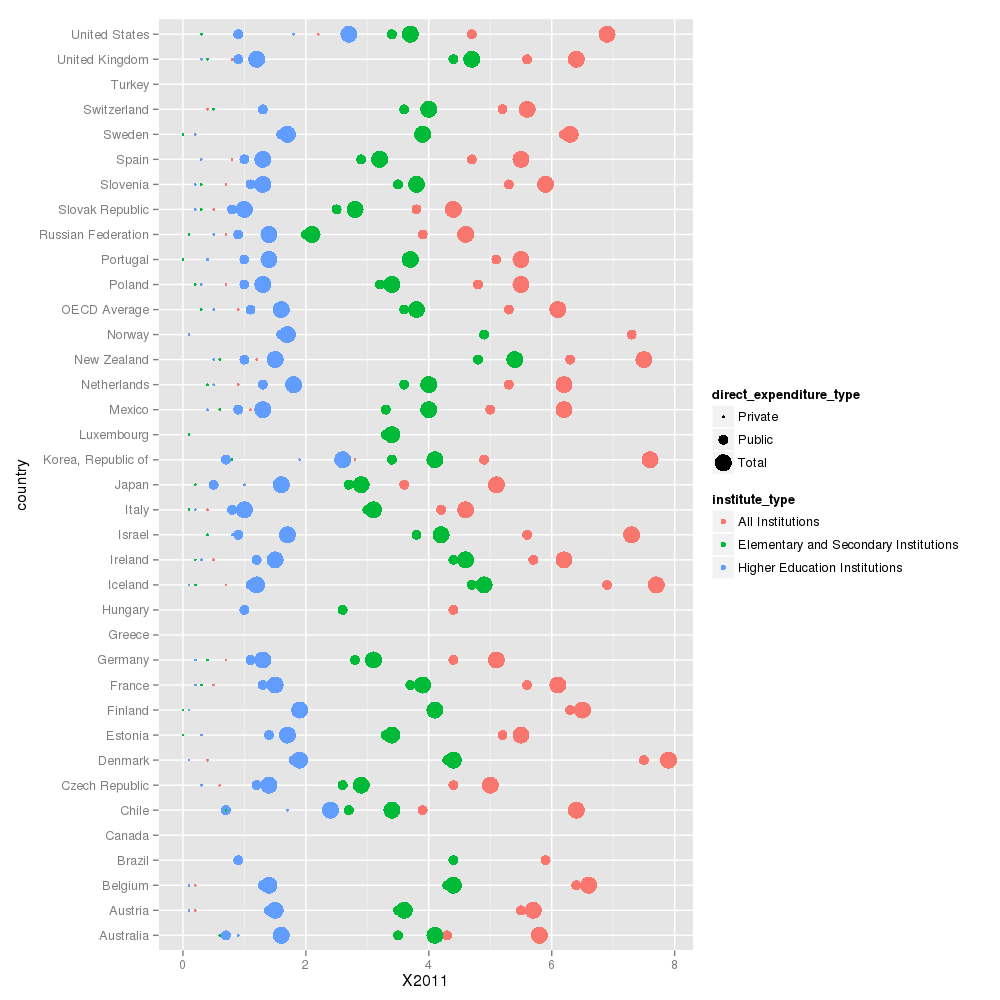 United States
United Kingdom
Turkey
Switzerland
Sweden
Spain
Slovenia
Slovak Republic
Russian Federation
Portugal
Poland
OECD Average
Norway
New Zealand
Netherlands
Mexico
Luxembourg
Korea, Republic of
Japan
Italy
Israel
Ireland
Iceland
Hungary
Greece
Germany
France
Finland
Estonia
Denmark
Czech Republic
Chile
Canada
Brazil
Belgium
Austria
Australia
country
0 2 4 6 8
X2011
direct_expenditure_type
Private
Public
Total
institute_type
All Institutions
Elementary and Secondary Institutions
Higher Education Institutions